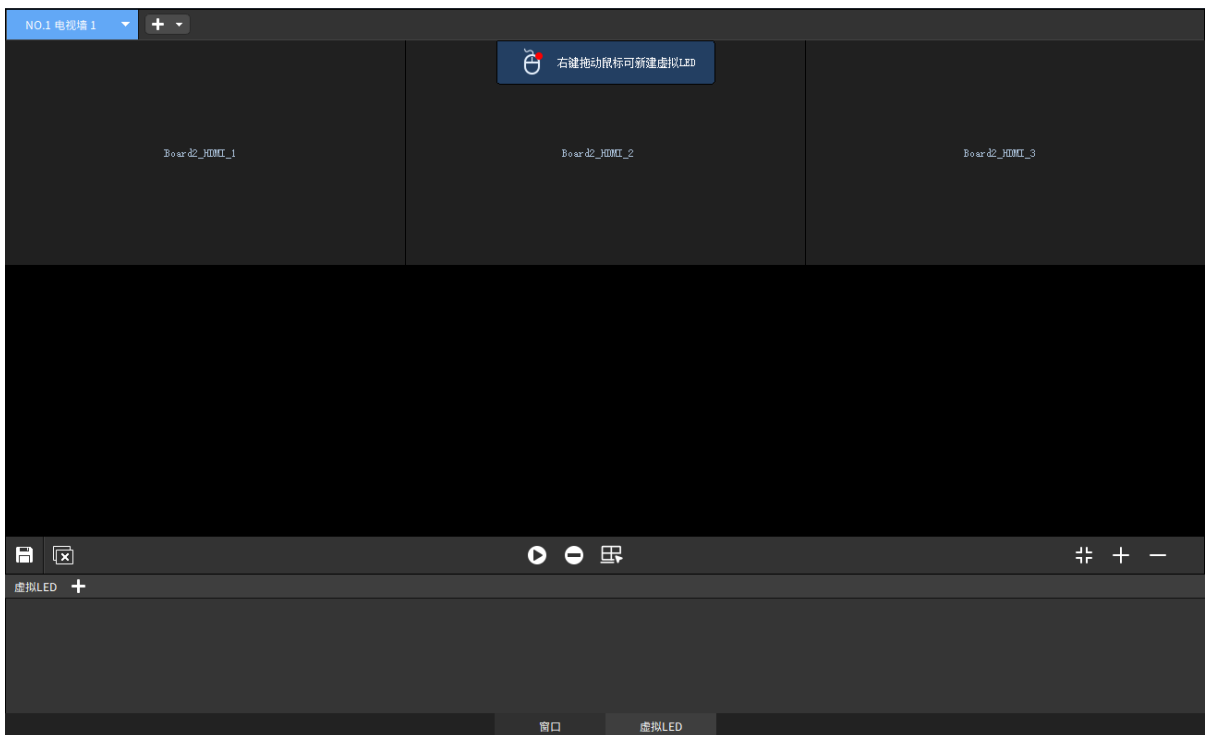 NO.1 电视墙 1
右键拖动鼠标可新建虚拟LED
Board2_HDMI_1
Board2_HDMI_2
Board2_HDMI_3
虚拟LED
窗口
虚拟LED